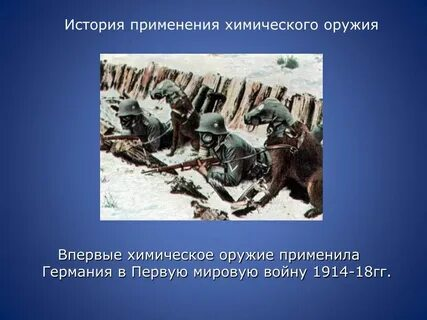 История применения химического оружия
Впервые химическое оружие применила
Германия в Первую мировую войну 1914-18гг.